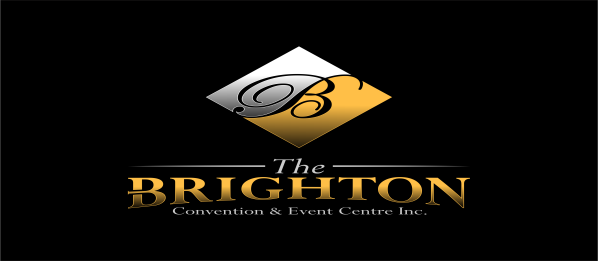 B
The
BRIGHTON
Convention & Event Centre Inc.